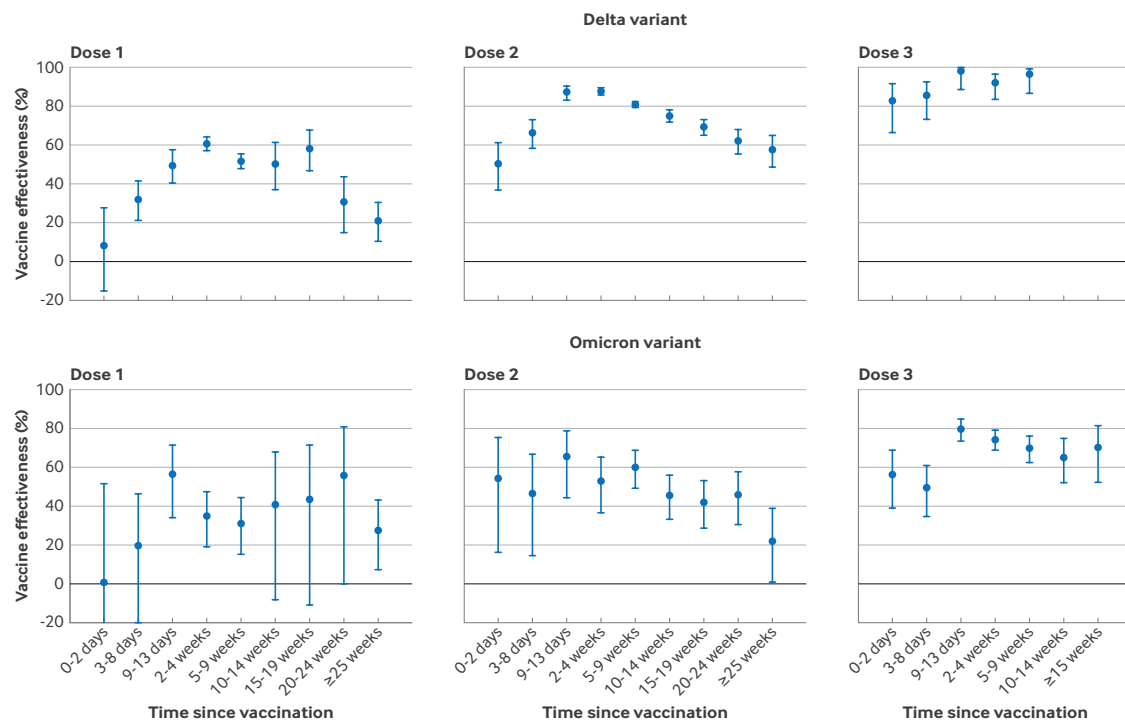 Delta variant
Dose 1
Dose 2
Dose 3
Vaccine effectiveness (%)
100
80
60
40
20
0
-20
Omicron variant
Dose 1
Dose 2
Dose 3
Vaccine effectiveness (%)
100
80
60
40
20
0
-20
0-2 days
3-8 days
9-13 days
2-4 weeks
5-9 weeks
10-14 weeks
15-19 weeks
20-24 weeks
≥25 weeks
0-2 days
3-8 days
9-13 days
2-4 weeks
5-9 weeks
10-14 weeks
15-19 weeks
20-24 weeks
≥25 weeks
0-2 days
3-8 days
9-13 days
2-4 weeks
5-9 weeks
10-14 weeks
≥15 weeks
Time since vaccination
Time since vaccination
Time since vaccination